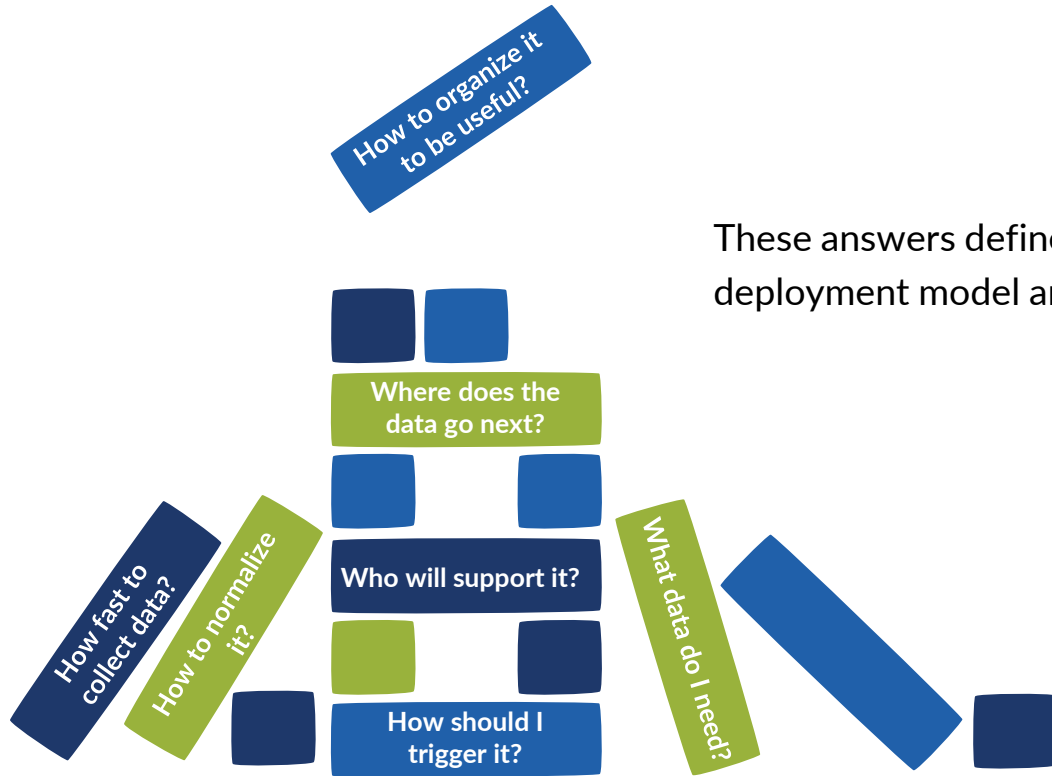 How to organize it
to be useful?
These answers define
deployment model
Where does the
data go next?
Who will support it?
How should I
trigger it?
How fast to
collect data?
How to normalize
it?
What data do I need?